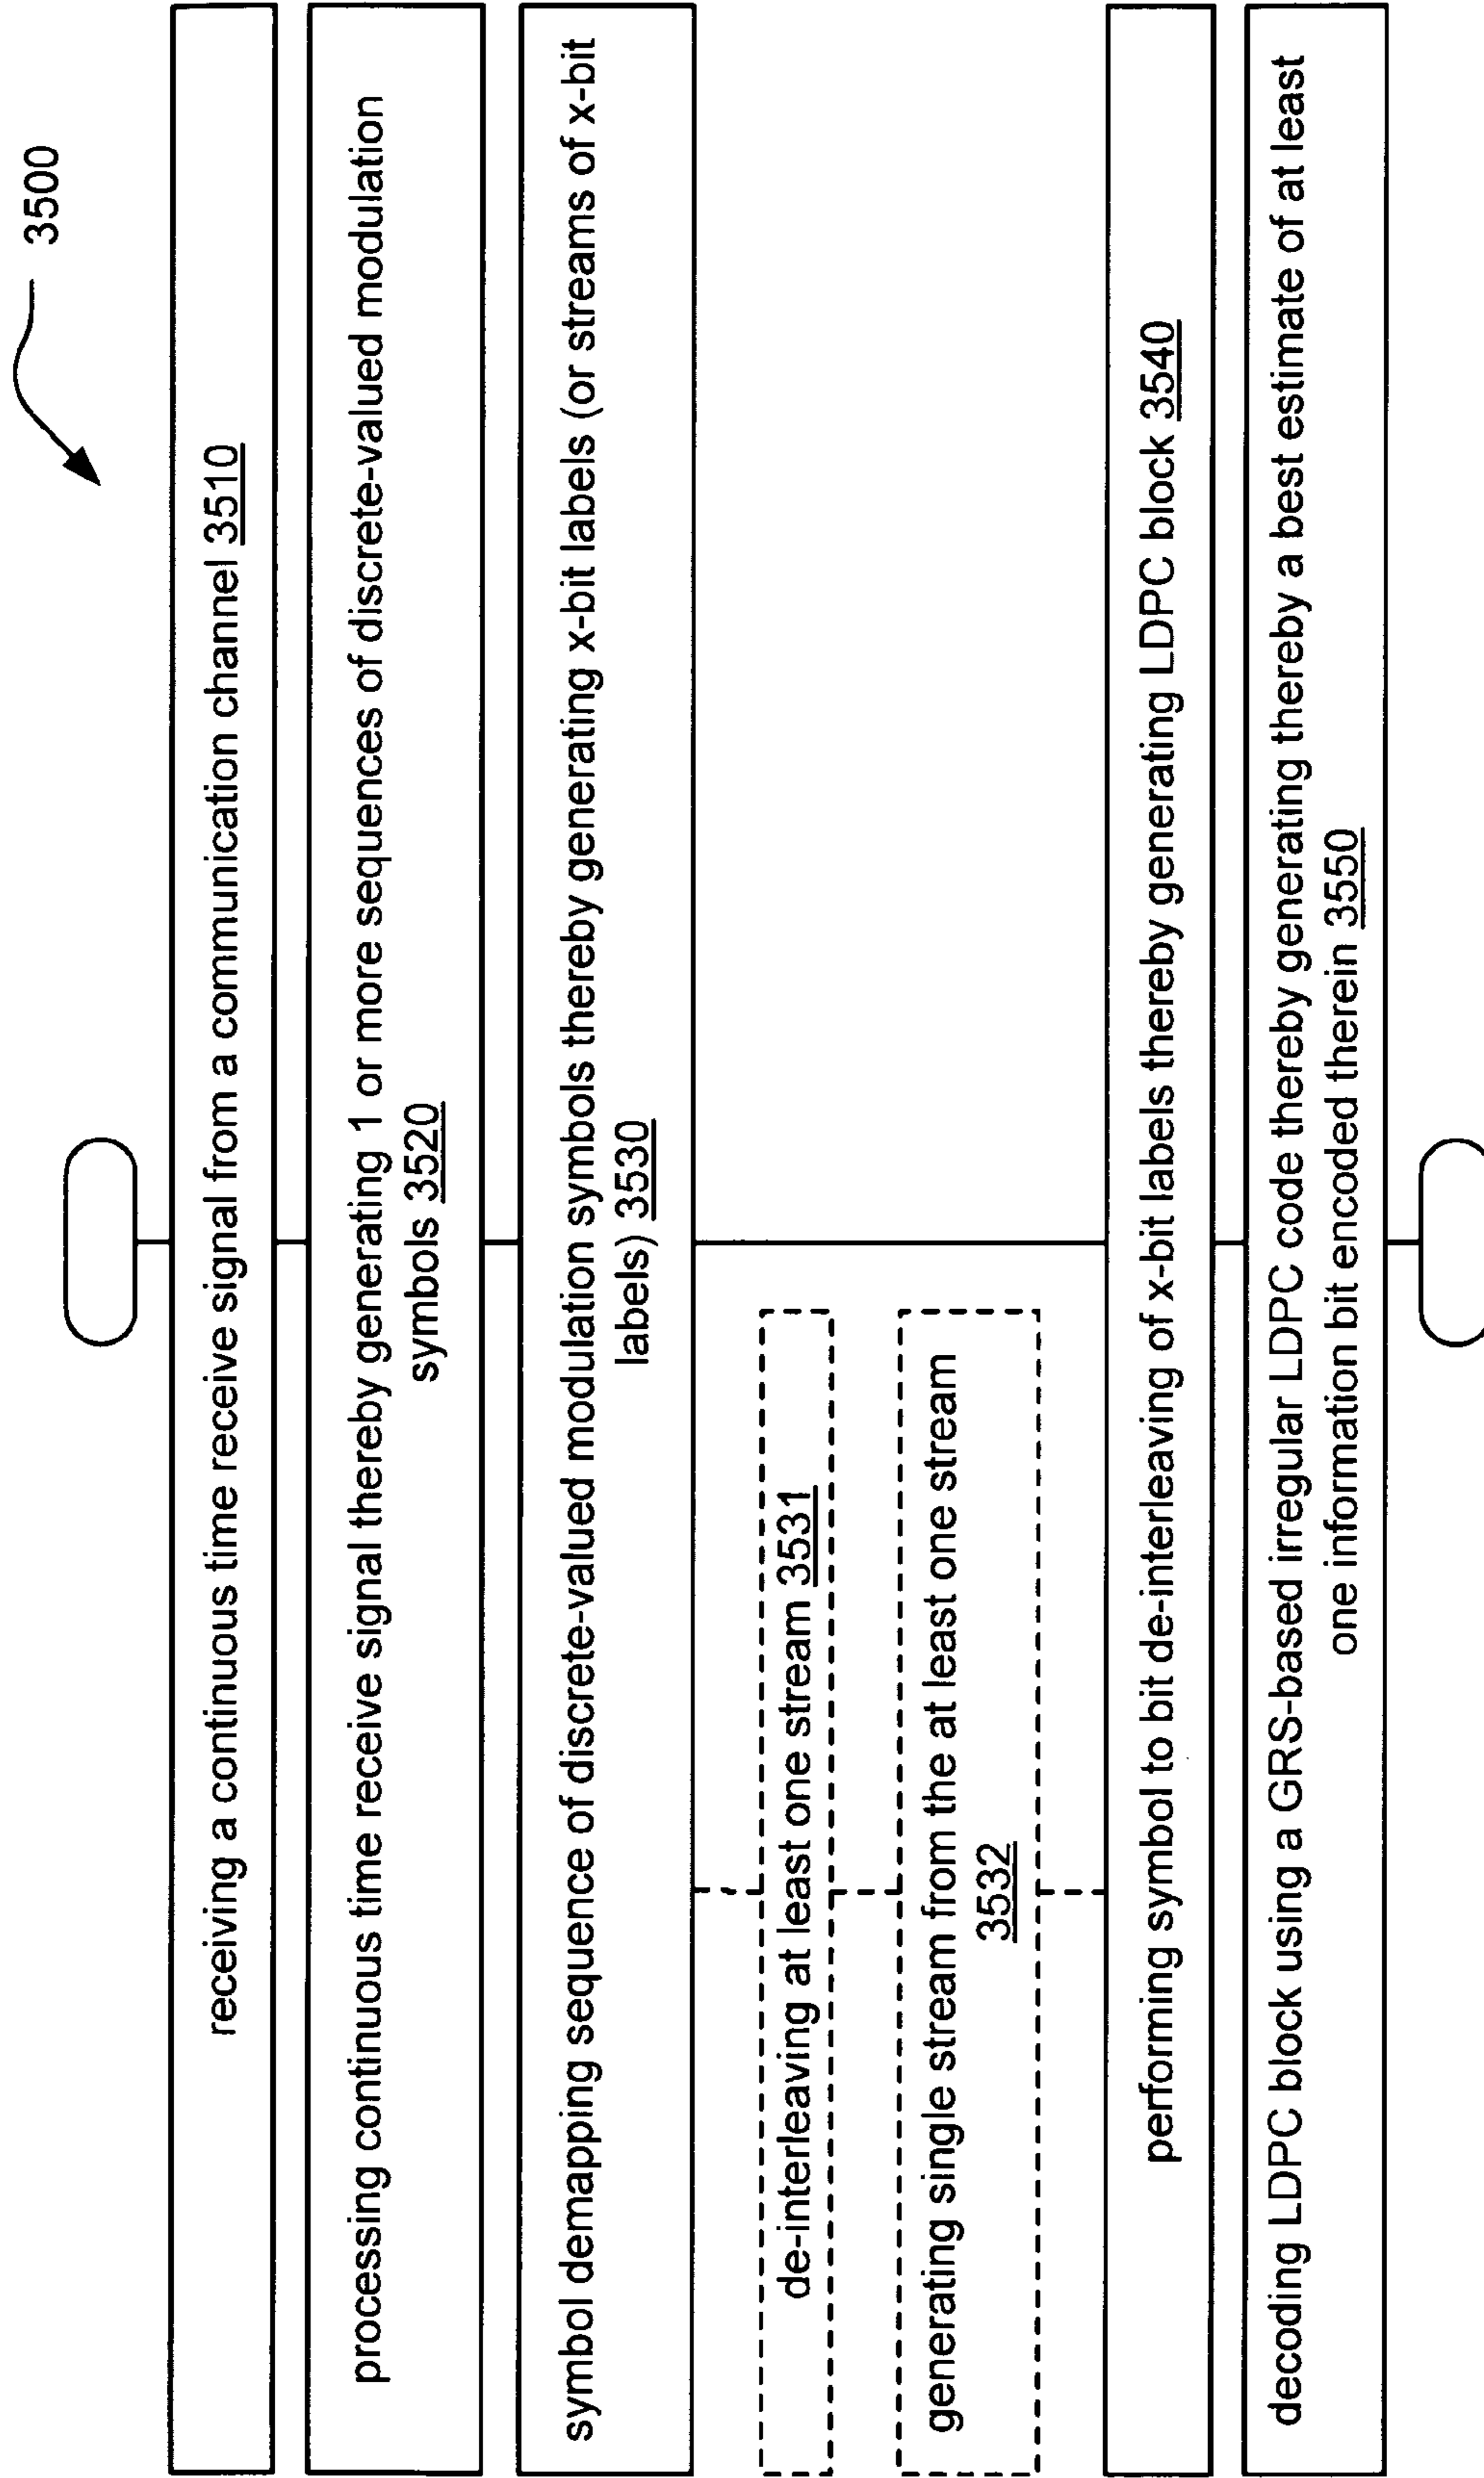 3500
receiving a continuous time receive signal from a communication channel 3510
processing continuous time receive signal thereby generating 1 or more sequences of discrete-valued modulation
symbols 3520
symbol demapping sequence of discrete-valued modulation symbols thereby generating x-bit labels (or streams of x-bit
labels) 3530
de-interleaving at least one stream 3531
generating single stream from the at least one stream
3532
performing symbol to bit de-interleaving of x-bit labels thereby generating LDPC block 3540
decoding LDPC block using a GRS-based irregular LDPC code thereby generating thereby a best estimate of at least
one information bit encoded therein 3550